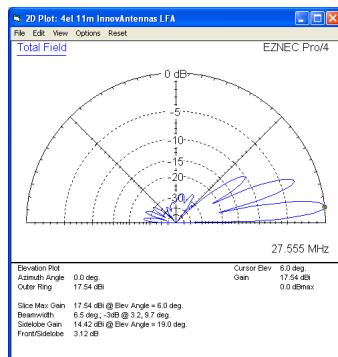 2D Plot: 4el 11m InnovAntennas LFA
File Edit View Options Reset
Total Field
EZNEC Pro/4
0 dB
-5
-10
-15
-20
-30
27.555 MHz
Elevation Plot
Azimuth Angle 0.0 deg.
Outer Ring 17.54 dBi
Cursor Elev 6.0 deg.
Gain 17.54 dBi
0.0 dBmax
Slice Max Gain 17.54 dBi @ Elev Angle = 6.0 deg.
Beamwidth 6.5 deg.; -3dB @ 3.2, 9.7 deg.
Sidelobe Gain 14.42 dBi @ Elev Angle = 19.0 deg.
Front/Sidelobe 3.12 dB